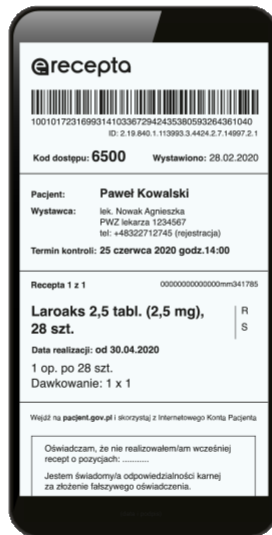 erecepta
10010172316993141033672942435380593264361040
ID: 2.19.840.1.113993.3.4424.2.7.14997.2.1
Kod dostępu: 6500 Wystawiono: 28.02.2020
Pacjent: Paweł Kowalski
Wystawca: lek. Nowak Agnieszka
PWZ lekarza 1234567
tel: +48322712745 (rejestracja)
Termin kontroli: 25 czerwca 2020 godz.14:00
Recepta 1 z 1 00000000000000mm341785
Laroaks 2,5 tabl. (2,5 mg), R
28 szt. S
Data realizacji: od 30.04.2020
1 op. po 28 szt.
Dawkowanie: 1 x 1
Wejdź na pacjent.gov.pl i skorzystaj z Internetowego Konta Pacjenta
Oświadczam, że nie realizowałem/am wcześniej
recept o pozycjach: ...........
Jestem świadomy/a odpowiedzialności karnej
za złożenie fałszywego oświadczenia.